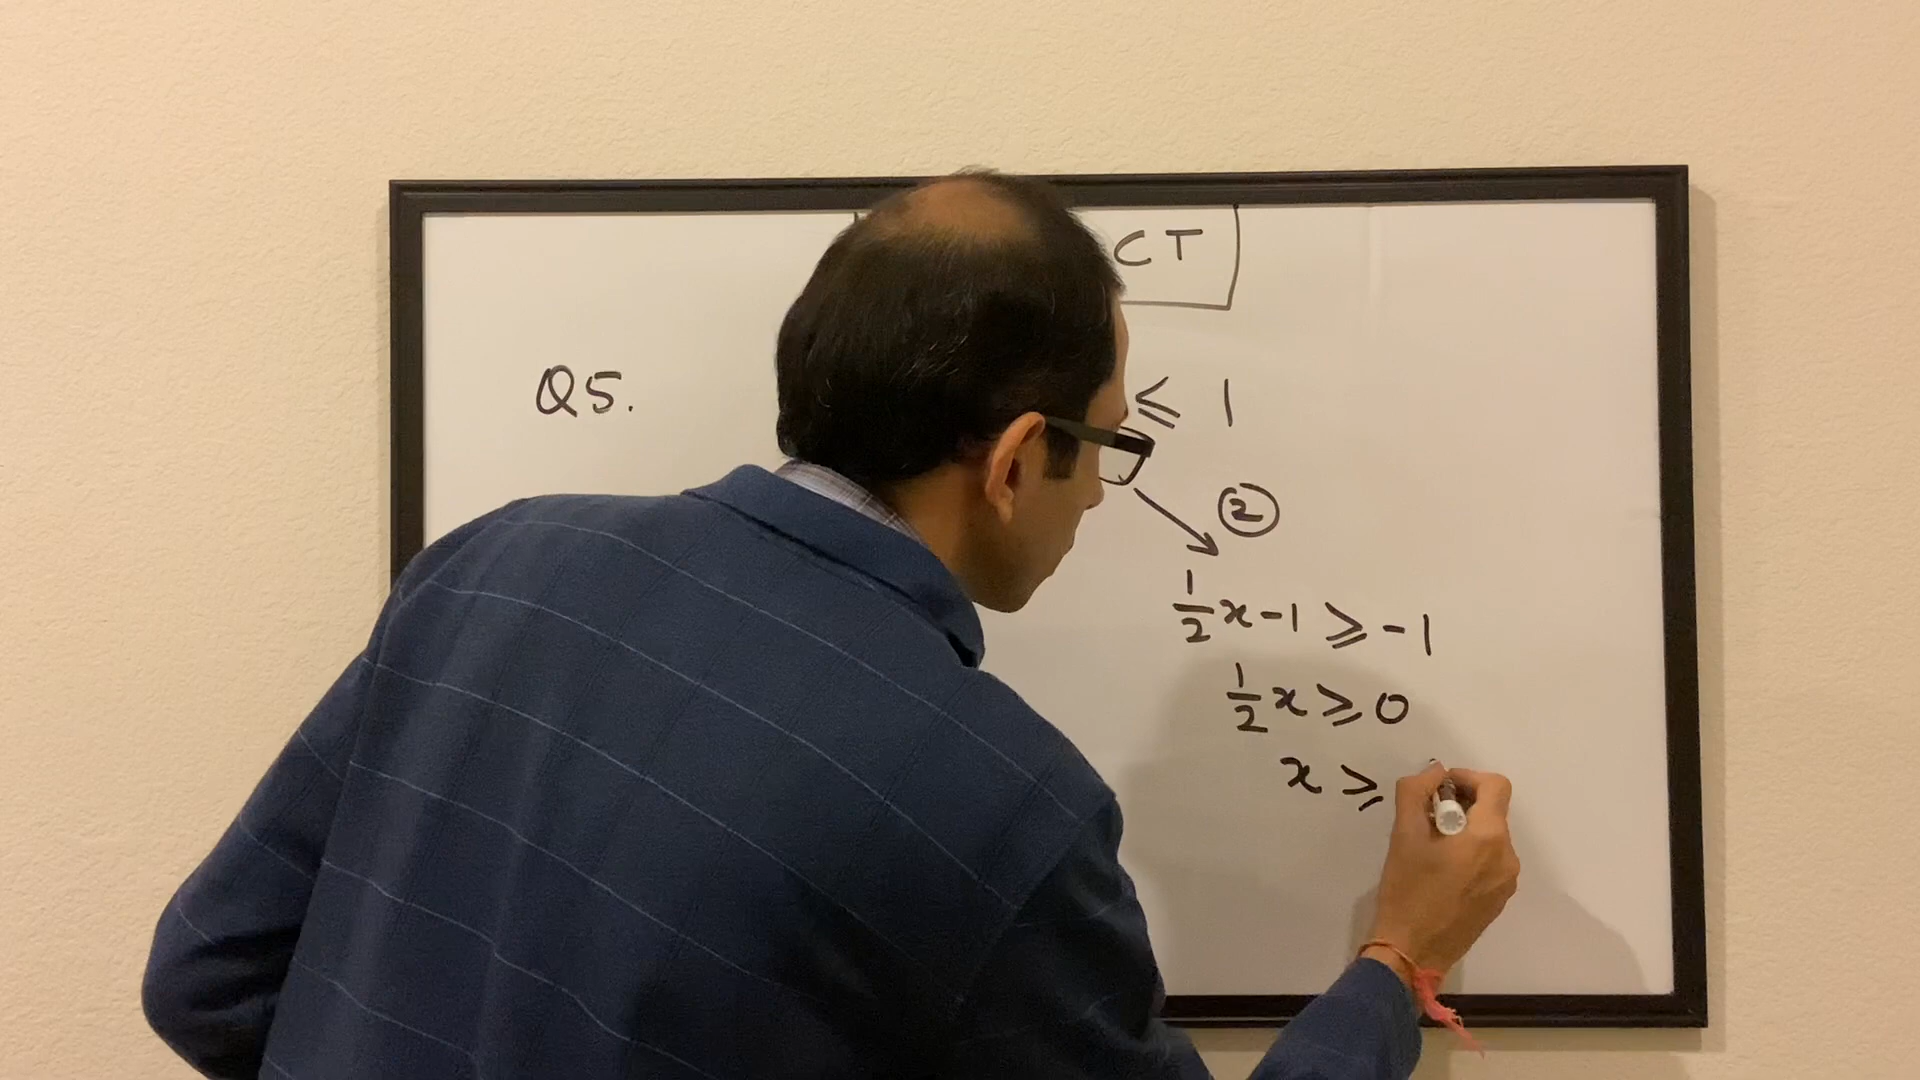 CT
Q5. ≤ 1
②
1/2 x - 1 ≥ -1
1/2 x ≥ 0
x ≥